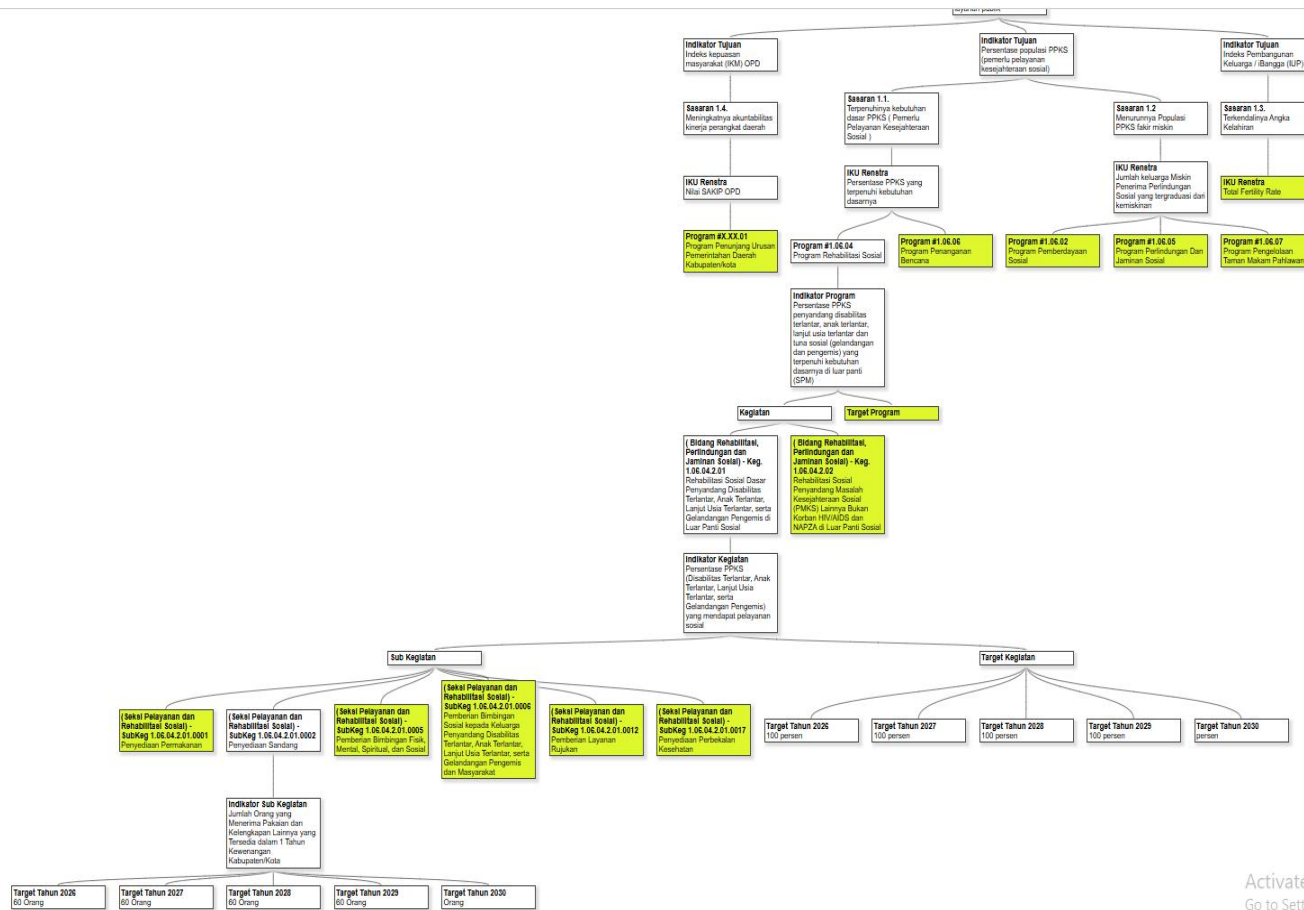 layanan publik
Indikator Tujuan
Indeks kepuasan
masyarakat (IKM) OPD
Indikator Tujuan
Persentase populasi PPKS
(pemerlu pelayanan
kesejahteraan sosial)
Indikator Tujuan
Indeks Pembangunan
Keluarga / iBangga (IUP)
Sasaran 1.4.
Meningkatnya akuntabilitas
kinerja perangkat daerah
Sasaran 1.1.
Terpenuhinya kebutuhan
dasar PPKS ( Pemerlu
Pelayanan Kesejahteraan
Sosial )
Sasaran 1.2
Menurunnya Populasi
PPKS fakir miskin
Sasaran 1.3.
Terkendalinya Angka
Kelahiran
IKU Renstra
Nilai SAKIP OPD
IKU Renstra
Persentase PPKS yang
terpenuhi kebutuhan
dasarnya
IKU Renstra
Jumlah keluarga Miskin
Penerima Perlindungan
Sosial yang tergraduasi dari
kemiskinan
IKU Renstra
Total Fertility Rate
Program #X.XX.01
Program Penunjang Urusan
Pemerintahan Daerah
Kabupaten/kota
Program #1.06.04
Program Rehabilitasi Sosial
Program #1.06.06
Program Penanganan
Bencana
Program #1.06.02
Program Pemberdayaan
Sosial
Program #1.06.05
Program Perlindungan Dan
Jaminan Sosial
Program #1.06.07
Program Pengelolaan
Taman Makam Pahlawan
Indikator Program
Persentase PPKS
penyandang disabilitas
terlantar, anak terlantar,
lanjut usia terlantar dan
tuna sosial (gelandangan
dan pengemis) yang
terpenuhi kebutuhan
dasarnya di luar panti
(SPM)
Kegiatan
Target Program
( Bidang Rehabilitasi,
Perlindungan dan
Jaminan Sosial) - Keg.
1.06.04.2.01
Rehabilitasi Sosial Dasar
Penyandang Disabilitas
Terlantar, Anak Terlantar,
Lanjut Usia Terlantar, serta
Gelandangan Pengemis di
Luar Panti Sosial
( Bidang Rehabilitasi,
Perlindungan dan
Jaminan Sosial) - Keg.
1.06.04.2.02
Rehabilitasi Sosial
Penyandang Masalah
Kesejahteraan Sosial
(PMKS) Lainnya Bukan
Korban HIV/AIDS dan
NAPZA di Luar Panti Sosial
Indikator Kegiatan
Persentase PPKS
(Disabilitas Terlantar, Anak
Terlantar, Lanjut Usia
Terlantar, serta
Gelandangan Pengemis)
yang mendapat pelayanan
sosial
Sub Kegiatan
Target Kegiatan
(Seksi Pelayanan dan
Rehabilitasi Sosial) -
SubKeg 1.06.04.2.01.0001
Penyediaan Permakanan
(Seksi Pelayanan dan
Rehabilitasi Sosial) -
SubKeg 1.06.04.2.01.0002
Penyediaan Sandang
(Seksi Pelayanan dan
Rehabilitasi Sosial) -
SubKeg 1.06.04.2.01.0005
Pemberian Bimbingan Fisik,
Mental, Spiritual, dan Sosial
(Seksi Pelayanan dan
Rehabilitasi Sosial) -
SubKeg 1.06.04.2.01.0006
Pemberian Bimbingan
Sosial kepada Keluarga
Penyandang Disabilitas
Terlantar, Anak Terlantar,
Lanjut Usia Terlantar, serta
Gelandangan Pengemis
dan Masyarakat
(Seksi Pelayanan dan
Rehabilitasi Sosial) -
SubKeg 1.06.04.2.01.0012
Pemberian Layanan
Rujukan
(Seksi Pelayanan dan
Rehabilitasi Sosial) -
SubKeg 1.06.04.2.01.0017
Penyediaan Perbekalan
Kesehatan
Target Tahun 2026
100 persen
Target Tahun 2027
100 persen
Target Tahun 2028
100 persen
Target Tahun 2029
100 persen
Target Tahun 2030
persen
Indikator Sub Kegiatan
Jumlah Orang yang
Menerima Pakaian dan
Kelengkapan Lainnya yang
Tersedia dalam 1 Tahun
Kewenangan
Kabupaten/Kota
Target Tahun 2026
60 Orang
Target Tahun 2027
60 Orang
Target Tahun 2028
60 Orang
Target Tahun 2029
60 Orang
Target Tahun 2030
Orang
Activate
Go to Sett